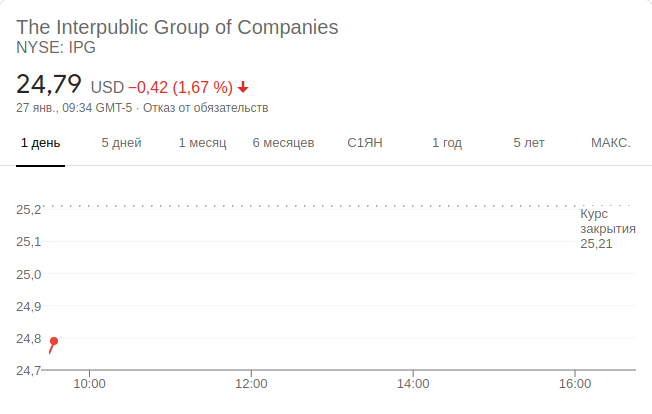 The Interpublic Group of Companies
NYSE: IPG
24,79 USD −0,42 (1,67 %)
27 янв., 09:34 GMT-5 · Отказ от обязательств
1 день 5 дней 1 месяц 6 месяцев С1ЯН 1 год 5 лет МАКС.
25,2
Курс
закрытия
25,21
25,1
25,0
24,9
24,8
24,7
10:00 12:00 14:00 16:00